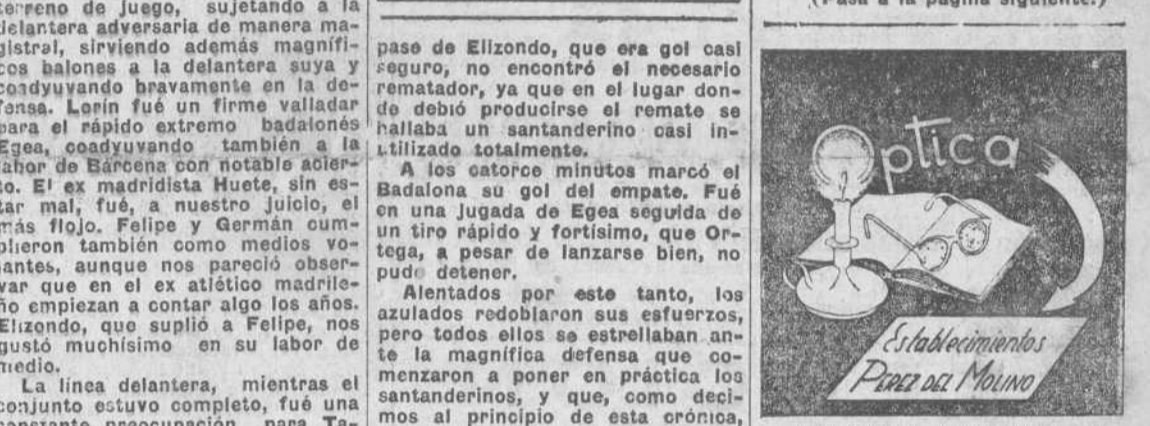 terreno de juego, sujetando a la
delantera adversaria de manera ma-
gistral, sirviendo además magnífi-
cos balones a la delantera suya y
coadyuvando bravamente en la de-
fensa. Lorín fué un firme valladar
para el rápido extremo badalonés
Egea, coadyuvando también a la
labor de Bárcena con notable acier-
to. El ex madridista Huete, sin es-
tar mal, fué, a nuestro juicio, el
más flojo. Felipe y Germán cum-
plieron también como medios vo-
lantes, aunque nos pareció obser-
var que en el ex atlético madrile-
ño empiezan a contar algo los años.
Elizondo, que suplió a Felipe, nos
gustó muchísimo en su labor de
medio.
La línea delantera, mientras el
conjunto estuvo completo, fué una
constante preocupación para Ta-
pase de Elizondo, que era gol casi
seguro, no encontró el necesario
rematador, ya que en el lugar don-
de debió producirse el remate se
hallaba un santanderino casi in-
utilizado totalmente.
A los catorce minutos marcó el
Badalona su gol del empate. Fué
en una jugada de Egea seguida de
un tiro rápido y fortísimo, que Or-
tega, a pesar de lanzarse bien, no
pudo detener.
Alentados por este tanto, los
azulados redoblaron sus esfuerzos,
pero todos ellos se estrellaban an-
te la magnífica defensa que co-
menzaron a poner en práctica los
santanderinos, y que, como deci-
mos al principio de esta crónica,
(Pasa a la página siguiente.)
Optica
Establecimientos
PEREZ DEL MOLINO